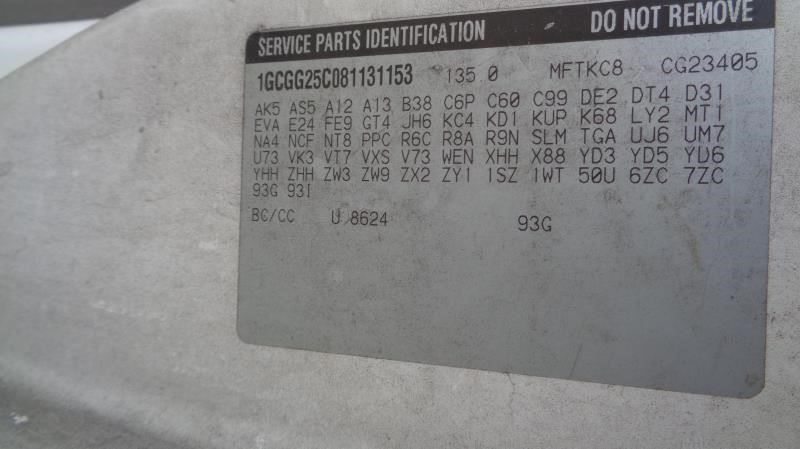 SERVICE PARTS IDENTIFICATION DO NOT REMOVE
1GCGG25C081131153 135.0 MFTKC8 CG23405
AK5 AS5 A12 A13 B38 C6P C60 C99 DE2 DT4 D31
EVA E24 FE9 GT4 JH6 KC4 KD1 KUP K68 LY2 MT1
NA4 NCF NT8 PPC R6C R8A R9N SLM TGA UJ6 UM7
U73 VK3 VT7 VXS V73 WEN XHH X88 YD3 YD5 YD6
YHH ZHH ZW3 ZW9 ZX2 ZY1 1SZ 1WT 50U 6ZC 7ZC
93G 93I
BC/CC U 8624 93G